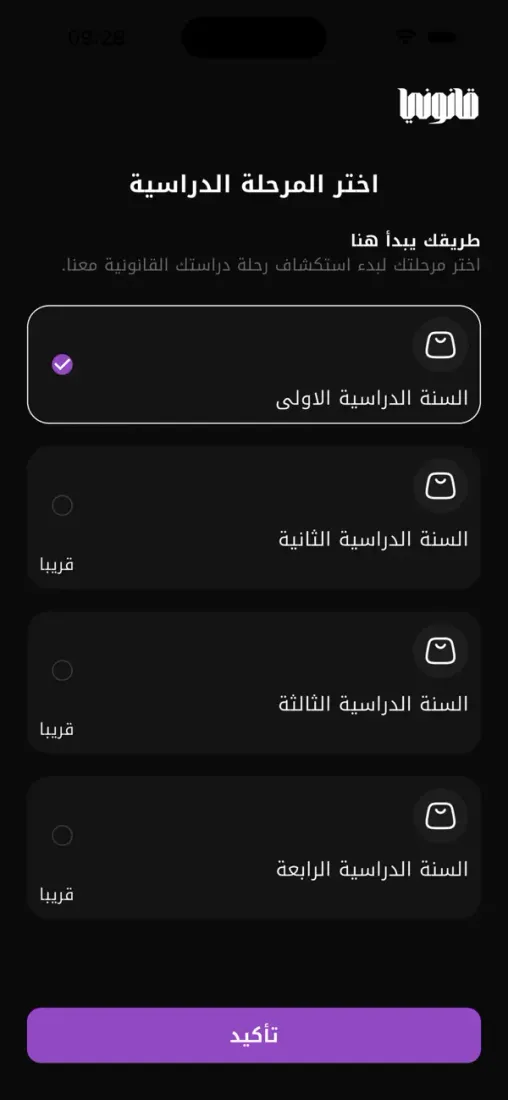 09:28
قانوني
اختر المرحلة الدراسية
طريقك يبدأ هنا
اختر مرحلتك لبدء استكشاف رحلة دراستك القانونية معنا.
السنة الدراسية الاولى
السنة الدراسية الثانية
قريبا
السنة الدراسية الثالثة
قريبا
السنة الدراسية الرابعة
قريبا
تأكيد